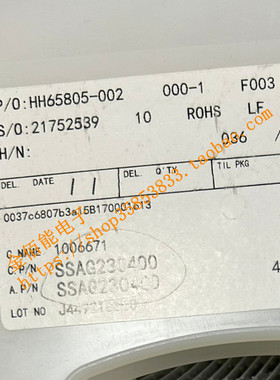 P/O:HH65805-002 000-1 F003
S/O:21752539 10 ROHS LF
H/N: 036 /
DEL. DATE DEL. Q'TY TIL PKG
0037c6807b3a15B170001613
C.NAME 1006671
C.P/N SSAG230400 4
A.P/N SSAG230400
LOT NO